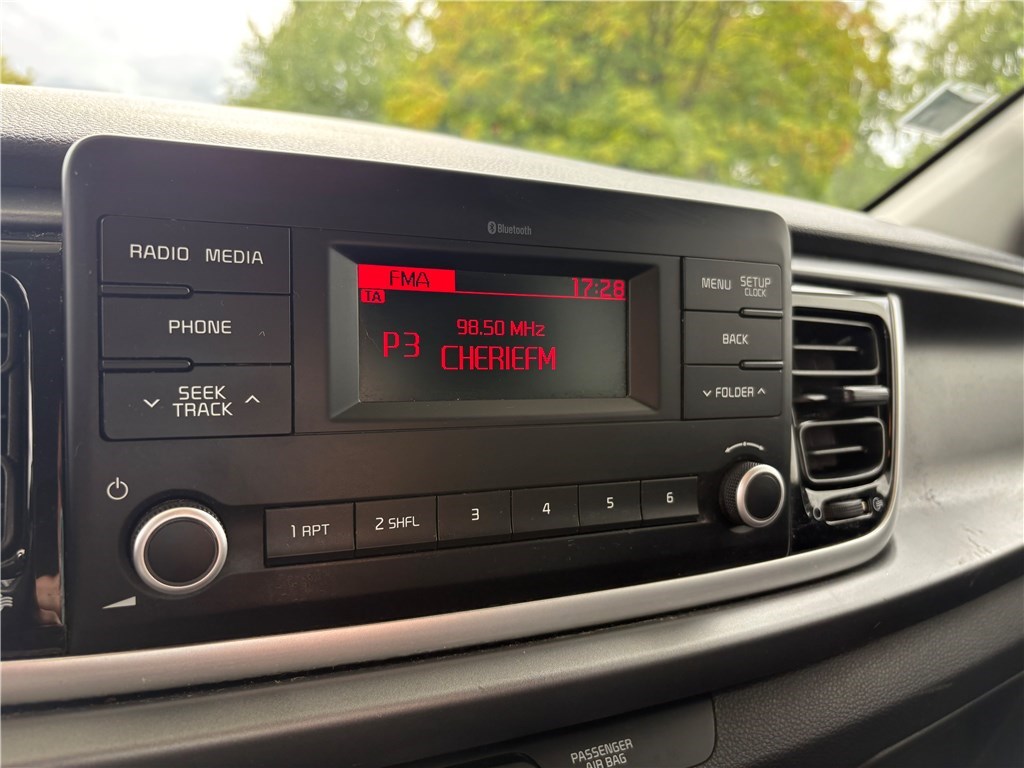 Bluetooth
RADIO MEDIA
PHONE
SEEK
TRACK
FMA
17:28
TA
98.50 MHz
P3 CHERIEFM
MENU SETUP
CLOCK
BACK
FOLDER
1 RPT
2 SHFL
3
4
5
6
PASSENGER
AIR BAG